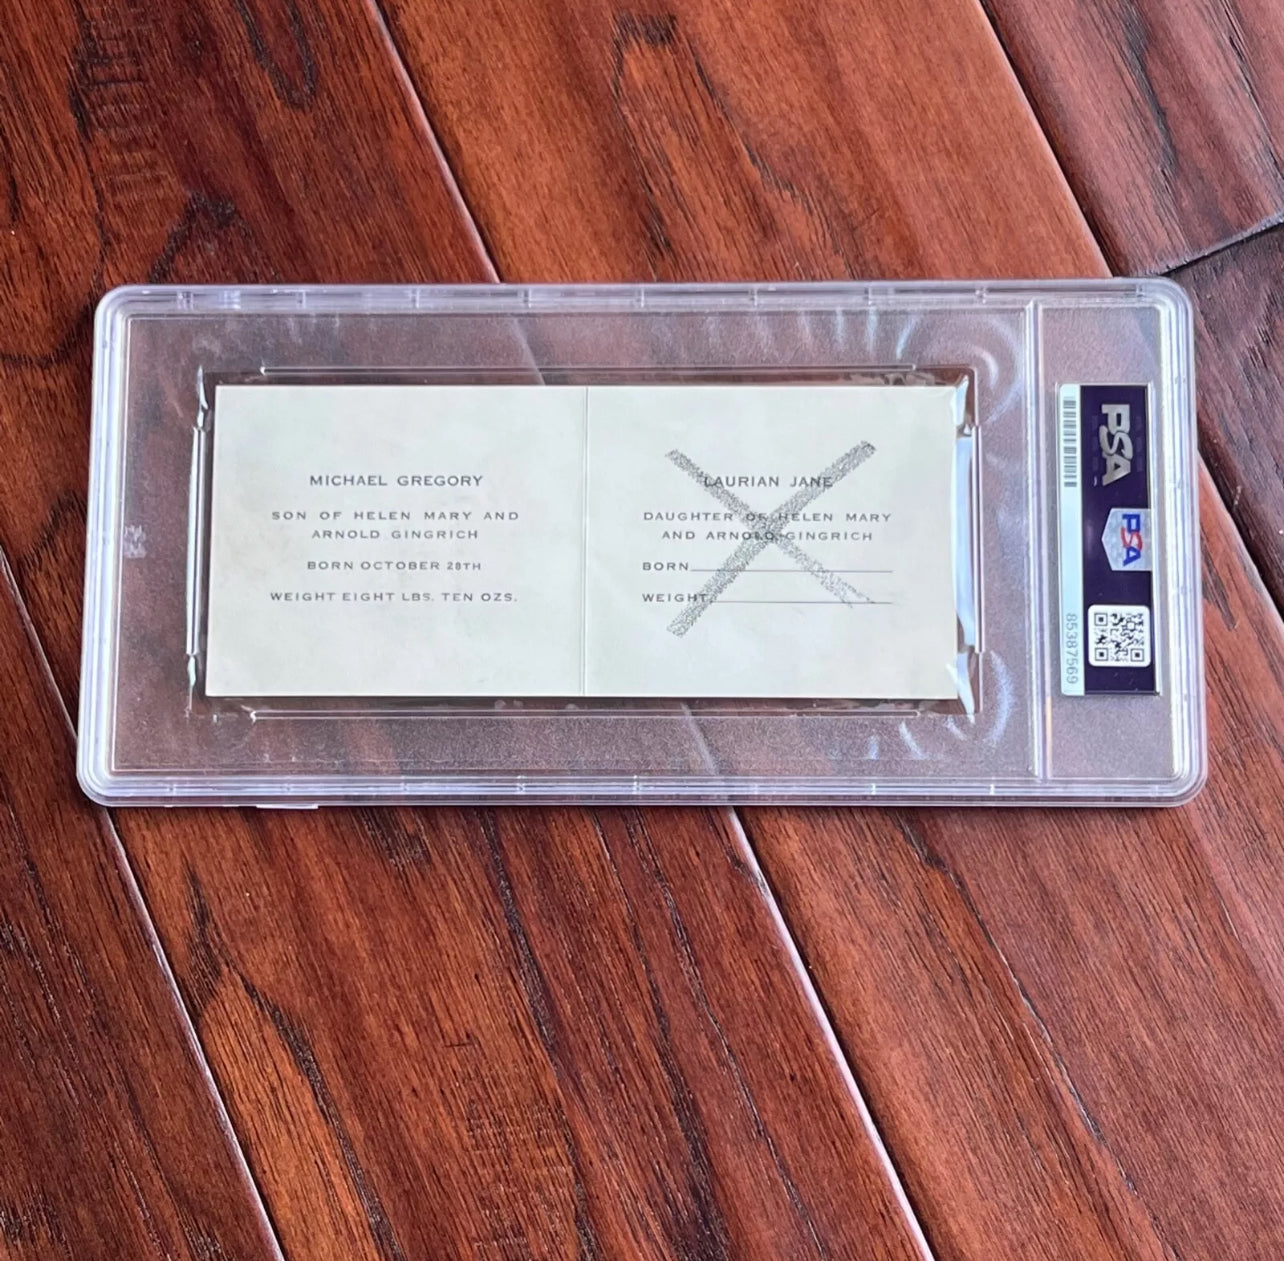 MICHAEL GREGORY
SON OF HELEN MARY AND
ARNOLD GINGRICH
BORN OCTOBER 28TH
WEIGHT EIGHT LBS. TEN OZS.
LAURIAN JANE
DAUGHTER OF HELEN MARY
AND ARNOLD GINGRICH
BORN
WEIGHT
PSA
PSA
85387569